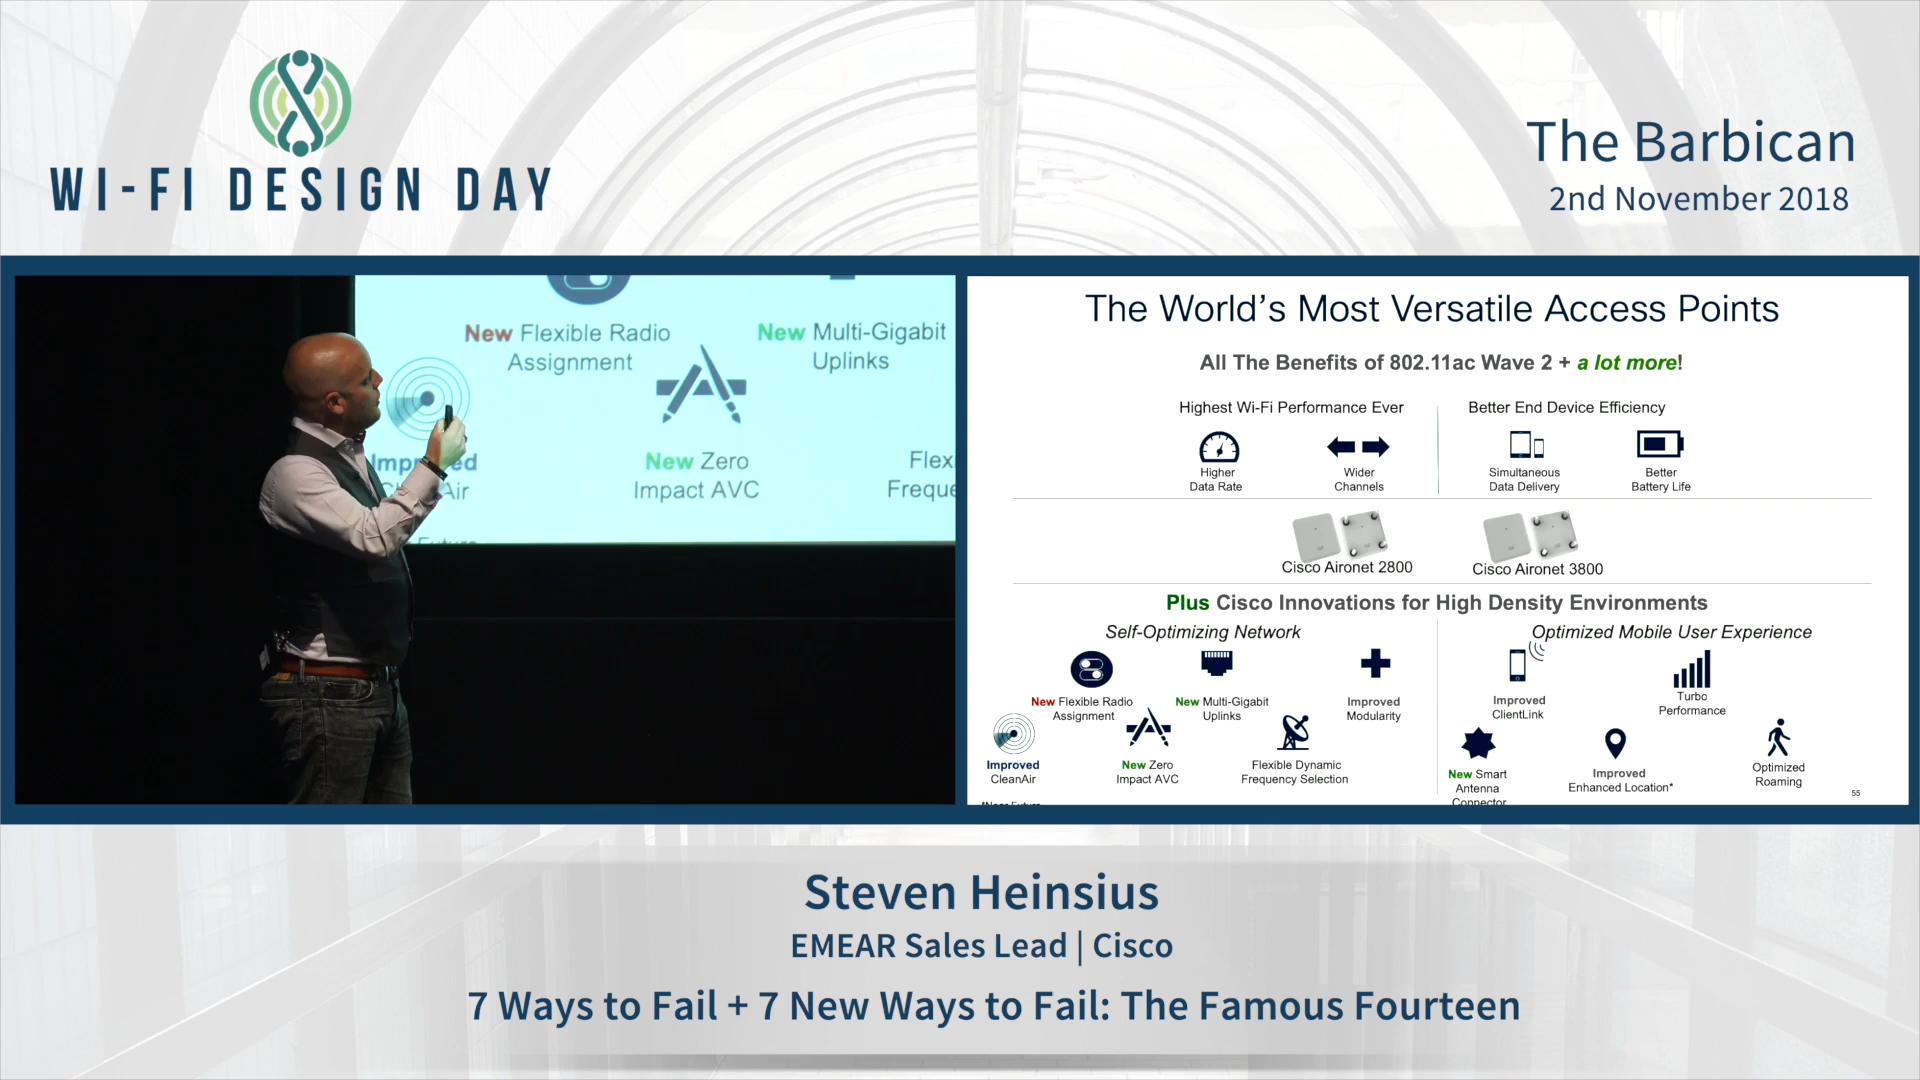 WI-FI DESIGN DAY
The Barbican
2nd November 2018
New Flexible Radio
Assignment
New Multi-Gigabit
Uplinks
New Zero
Impact AVC
The World's Most Versatile Access Points
All The Benefits of 802.11ac Wave 2 + a lot more!
Highest Wi-Fi Performance Ever
Better End Device Efficiency
Higher
Data Rate
Wider
Channels
Simultaneous
Data Delivery
Better
Battery Life
Cisco Aironet 2800
Cisco Aironet 3800
Plus Cisco Innovations for High Density Environments
Self-Optimizing Network
Optimized Mobile User Experience
New Flexible Radio
Assignment
New Multi-Gigabit
Uplinks
Improved
Modularity
Improved
ClientLink
Turbo
Performance
Improved
CleanAir
New Zero
Impact AVC
Flexible Dynamic
Frequency Selection
New Smart
Antenna
Connector
Improved
Enhanced Location*
Optimized
Roaming
55
Steven Heinsius
EMEAR Sales Lead | Cisco
7 Ways to Fail + 7 New Ways to Fail: The Famous Fourteen